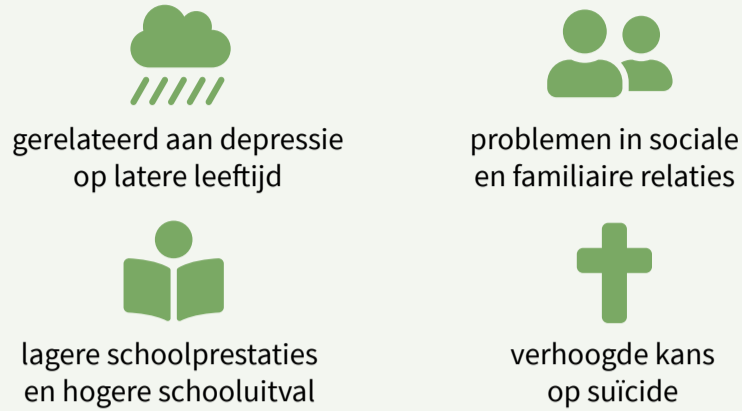 gerelateerd aan depressie
op latere leeftijd
problemen in sociale
en familiaire relaties
lagere schoolprestaties
en hogere schooluitval
verhoogde kans
op suïcide